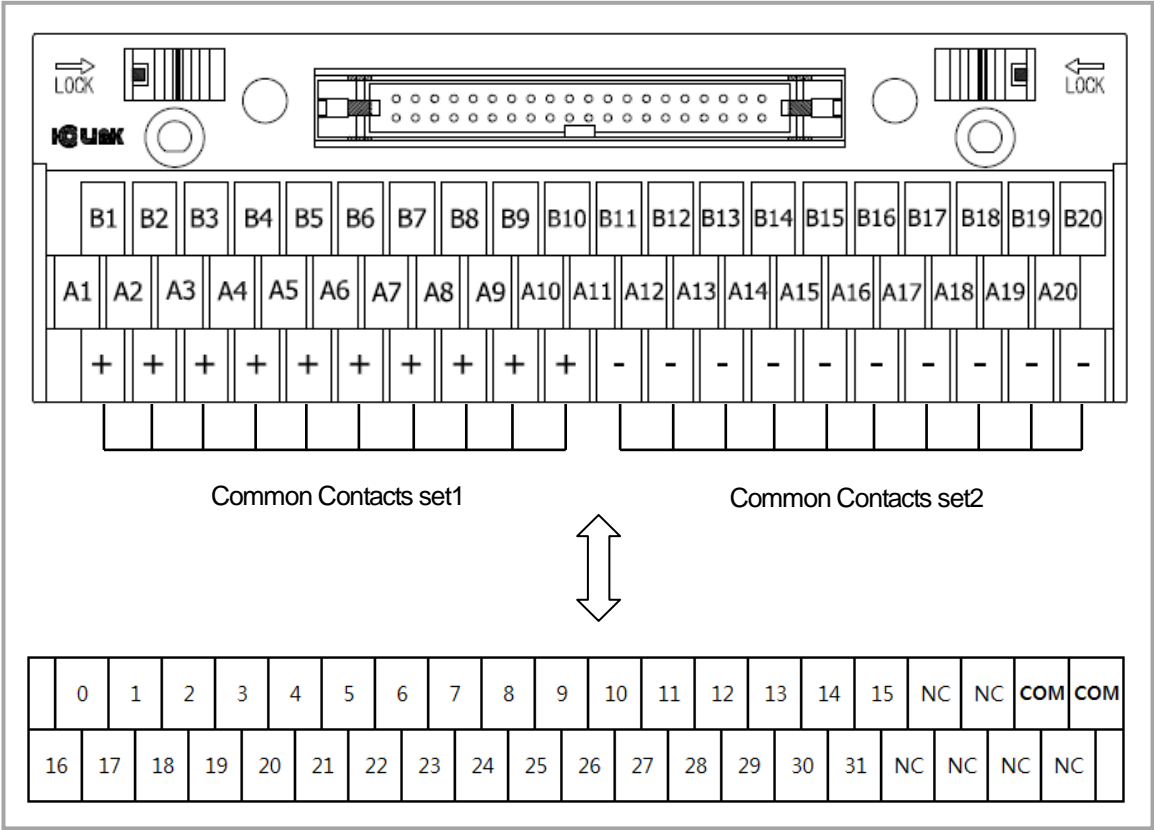 LOCK LOCK
B1 B2 B3 B4 B5 B6 B7 B8 B9 B10 B11 B12 B13 B14 B15 B16 B17 B18 B19 B20
A1 A2 A3 A4 A5 A6 A7 A8 A9 A10 A11 A12 A13 A14 A15 A16 A17 A18 A19 A20
+ + + + + + + + + + - - - - - - - - - -
Common Contacts set1 Common Contacts set2
0 1 2 3 4 5 6 7 8 9 10 11 12 13 14 15 NC NC COM COM
16 17 18 19 20 21 22 23 24 25 26 27 28 29 30 31 NC NC NC NC